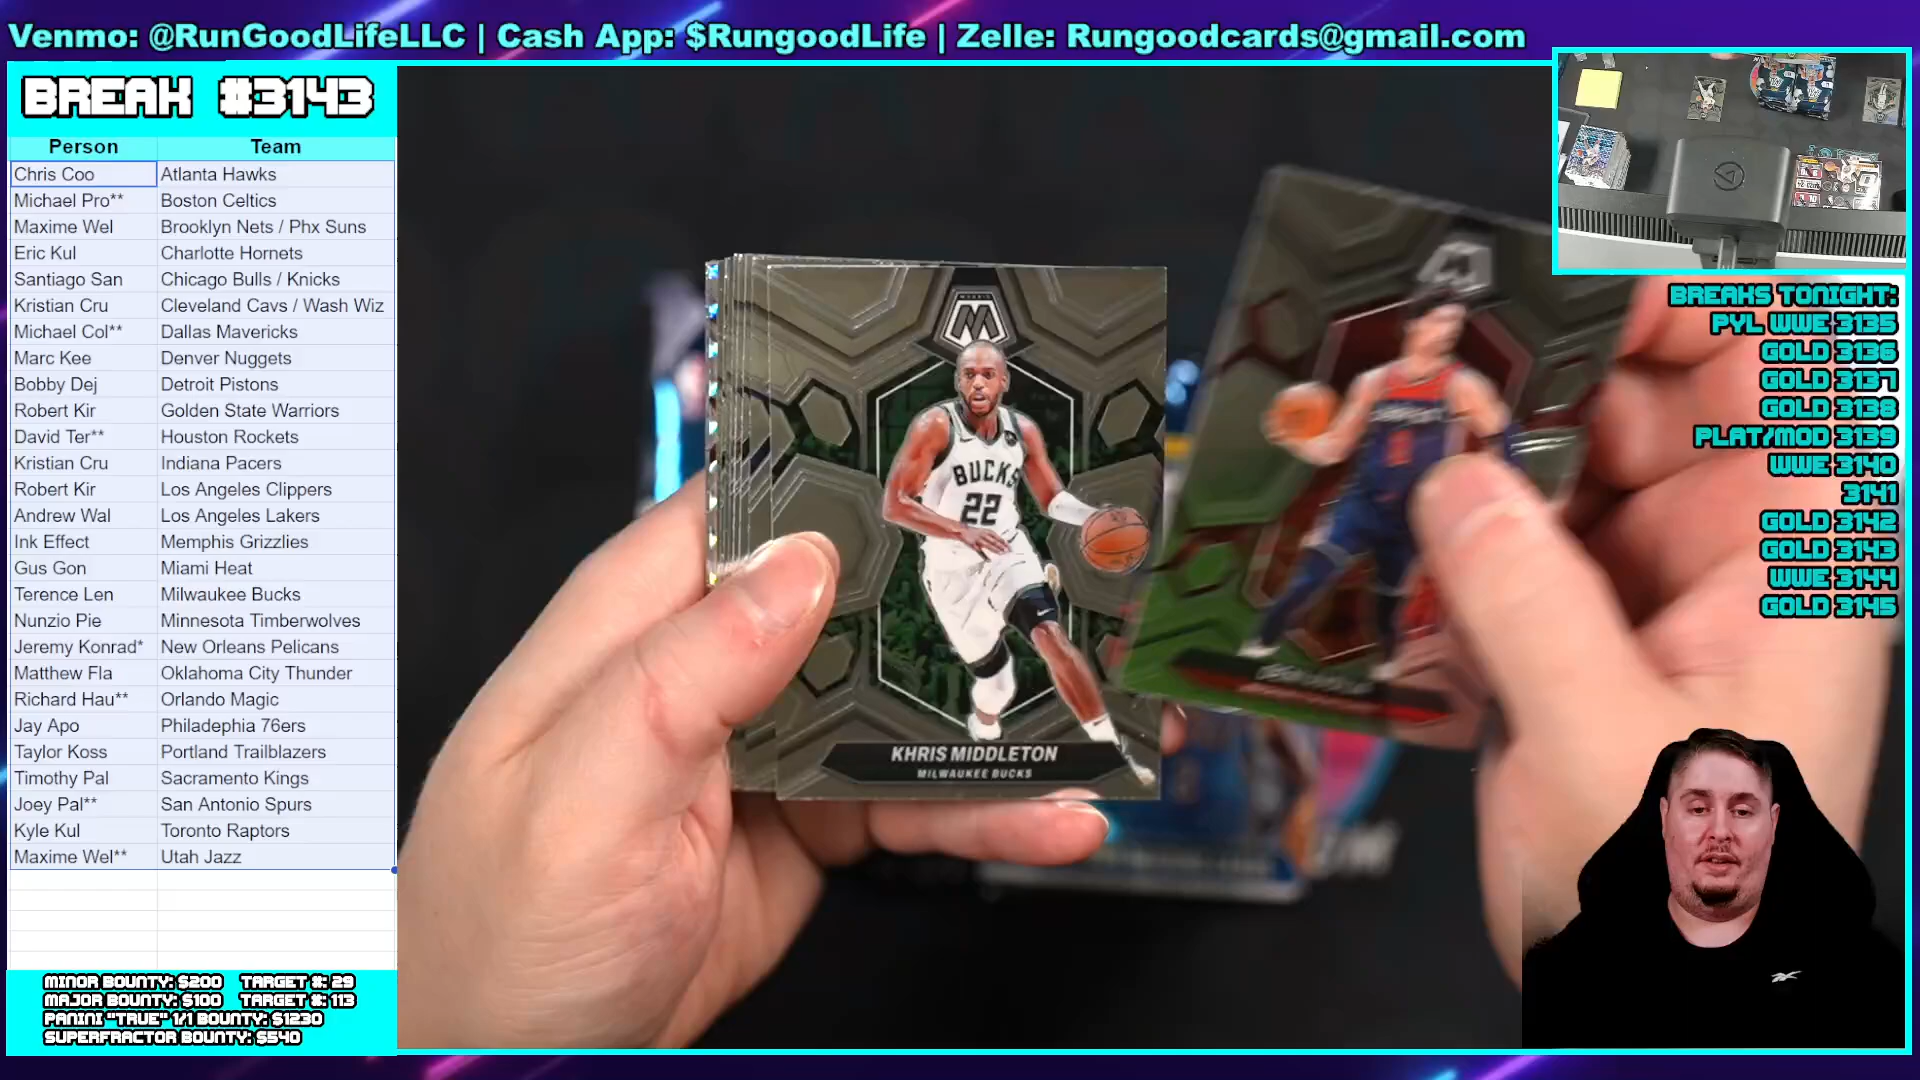 Venmo: @RunGoodLifeLLC | Cash App: $RungoodLife | Zelle: Rungoodcards@gmail.com
BREAK #3143
Person Team
Chris Coo Atlanta Hawks
Michael Pro** Boston Celtics
Maxime Wel Brooklyn Nets / Phx Suns
Eric Kul Charlotte Hornets
Santiago San Chicago Bulls / Knicks
Kristian Cru Cleveland Cavs / Wash Wiz
Michael Col** Dallas Mavericks
Marc Kee Denver Nuggets
Bobby Dej Detroit Pistons
Robert Kir Golden State Warriors
David Ter** Houston Rockets
Kristian Cru Indiana Pacers
Robert Kir Los Angeles Clippers
Andrew Wal Los Angeles Lakers
Ink Effect Memphis Grizzlies
Gus Gon Miami Heat
Terence Len Milwaukee Bucks
Nunzio Pie Minnesota Timberwolves
Jeremy Konrad* New Orleans Pelicans
Matthew Fla Oklahoma City Thunder
Richard Hau** Orlando Magic
Jay Apo Philadephia 76ers
Taylor Koss Portland Trailblazers
Timothy Pal Sacramento Kings
Joey Pal** San Antonio Spurs
Kyle Kul Toronto Raptors
Maxime Wel** Utah Jazz
MINOR BOUNTY: $200 TARGET #: 29
MAJOR BOUNTY: $100 TARGET #: 113
PANINI "TRUE" 1/1 BOUNTY: $1230
SUPERFRACTOR BOUNTY: $540
MOSAIC
BUCKS
22
KHRIS MIDDLETON
MILWAUKEE BUCKS
BREAKS TONIGHT:
PYL WWE 3135
GOLD 3136
GOLD 3137
GOLD 3138
PLAT/MOD 3139
WWE 3140
3141
GOLD 3142
GOLD 3143
WWE 3144
GOLD 3145